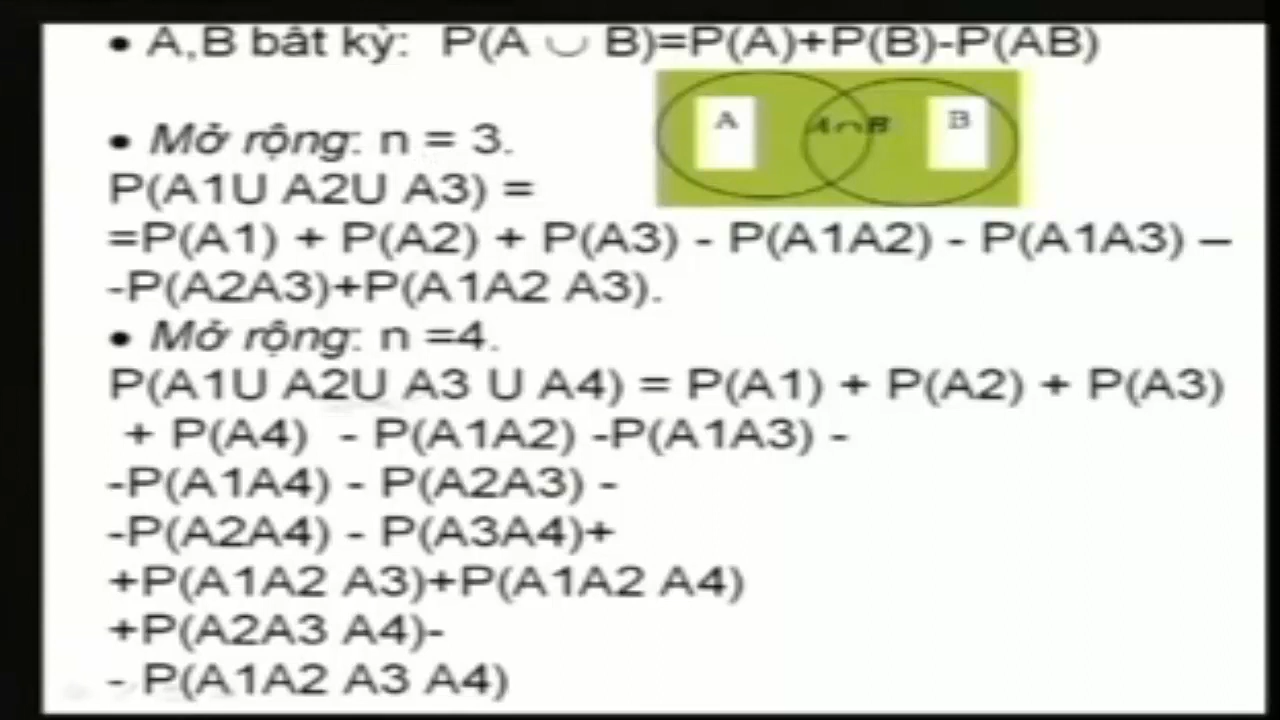 • A,B bất kỳ: P(A ∪ B)=P(A)+P(B)-P(AB)
A
A∩B
B
• Mở rộng: n = 3.
P(A1U A2U A3) =
=P(A1) + P(A2) + P(A3) - P(A1A2) - P(A1A3) –
-P(A2A3)+P(A1A2 A3).
• Mở rộng: n =4.
P(A1U A2U A3 U A4) = P(A1) + P(A2) + P(A3)
+ P(A4) - P(A1A2) -P(A1A3) -
-P(A1A4) - P(A2A3) -
-P(A2A4) - P(A3A4)+
+P(A1A2 A3)+P(A1A2 A4)
+P(A2A3 A4)-
- P(A1A2 A3 A4)